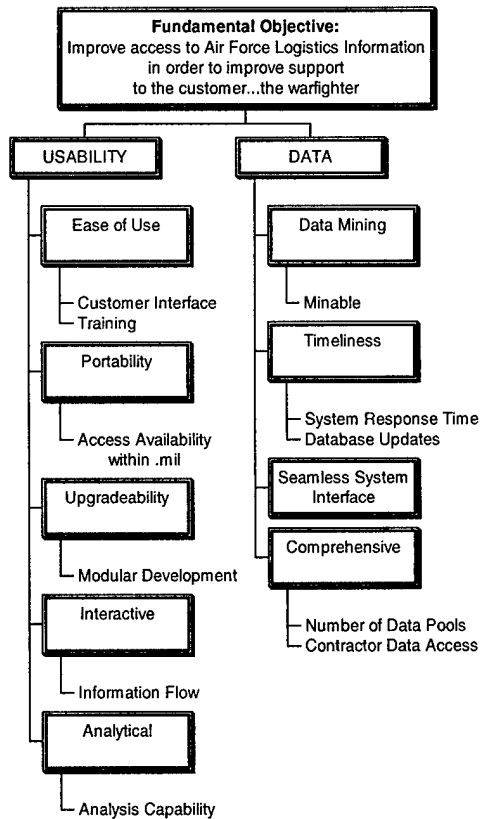 Fundamental Objective:
Improve access to Air Force Logistics Information
in order to improve support
to the customer...the warfighter
USABILITY
Ease of Use
Customer Interface
Training
Portability
Access Availability
within .mil
Upgradeability
Modular Development
Interactive
Information Flow
Analytical
Analysis Capability
DATA
Data Mining
Minable
Timeliness
System Response Time
Database Updates
Seamless System
Interface
Comprehensive
Number of Data Pools
Contractor Data Access